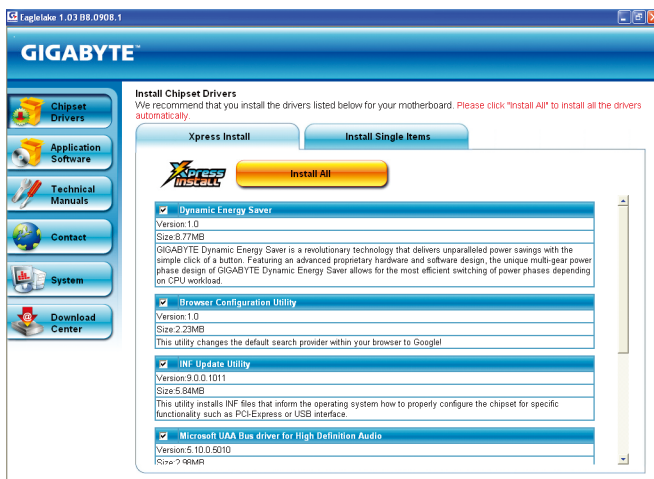 Eaglelake 1.03 B8.0908.1
GIGABYTE™
Chipset
Drivers
Application
Software
Technical
Manuals
Contact
System
Download
Center
Install Chipset Drivers
We recommend that you install the drivers listed below for your motherboard. Please click "Install All" to install all the drivers
automatically.
Xpress Install
Install Single Items
Xpress
INSTALL
Install All
Dynamic Energy Saver
Version:1.0
Size:8.77MB
GIGABYTE Dynamic Energy Saver is a revolutionary technology that delivers unparalleled power savings with the
simple click of a button. Featuring an advanced proprietary hardware and software design, the unique multi-gear power
phase design of GIGABYTE Dynamic Energy Saver allows for the most efficient switching of power phases depending
on CPU workload.
Browser Configuration Utility
Version:1.0
Size:2.23MB
This utility changes the default search provider within your browser to Google!
INF Update Utility
Version:9.0.0.1011
Size:5.84MB
This utility installs INF files that inform the operating system how to properly configure the chipset for specific
functionality such as PCI-Express or USB interface.
Microsoft UAA Bus driver for High Definition Audio
Version:5.10.0.5010
Size:2.98MB